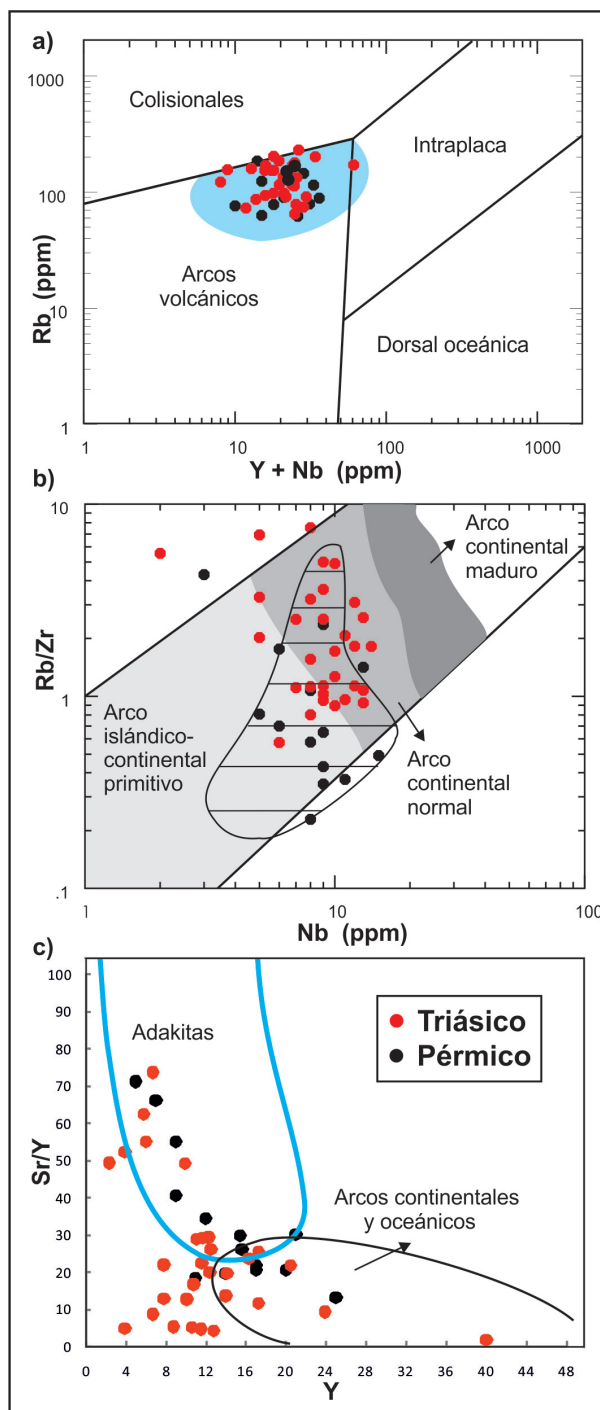 a)
1000
Colisionales
Intraplaca
100
Rb (ppm)
Arcos
volcánicos
10
Dorsal oceánica
1
1
10
100
1000
Y + Nb (ppm)
b)
10
Arco
continental
maduro
Rb/Zr
1
Arco
islándico-
continental
primitivo
Arco
continental
normal
.1
1
10
100
Nb (ppm)
c)
100
90
80
70
60
50
40
30
20
10
0
Adakitas
Triásico
Pérmico
Sr/Y
Arcos continentales
y oceánicos
0 4 8 12 16 20 24 28 32 36 40 44 48
Y